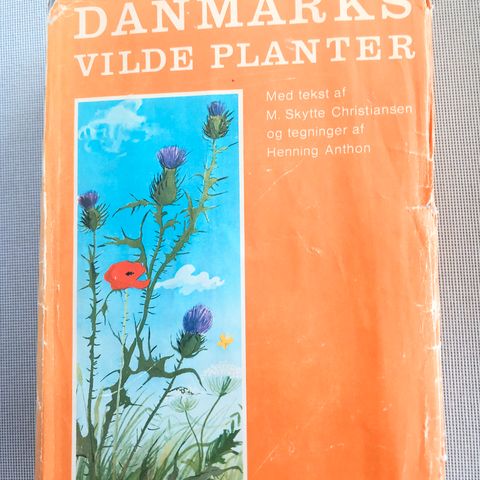 DANMARKS
VILDE PLANTER
Med tekst af
M. Skytte Christiansen
og tegninger af
Henning Anthon